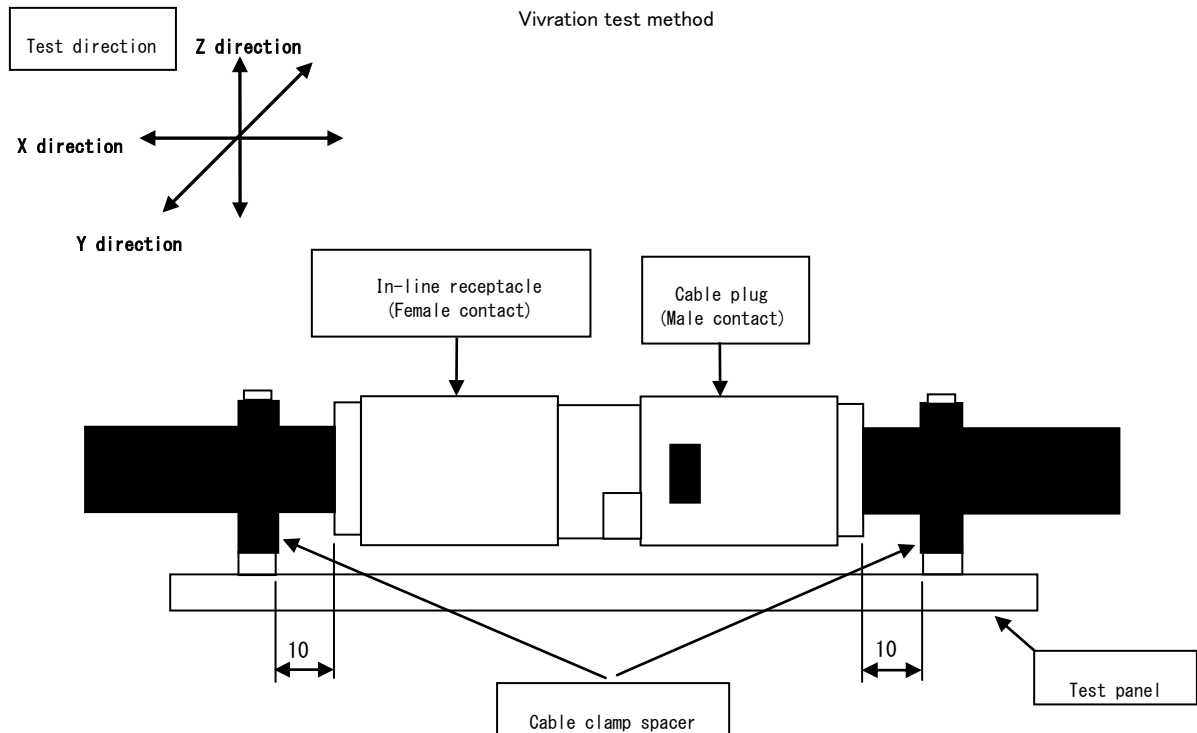 Vivration test method
Test direction
Z direction
X direction
Y direction
In-line receptacle
(Female contact)
Cable plug
(Male contact)
10
10
Test panel
Cable clamp spacer